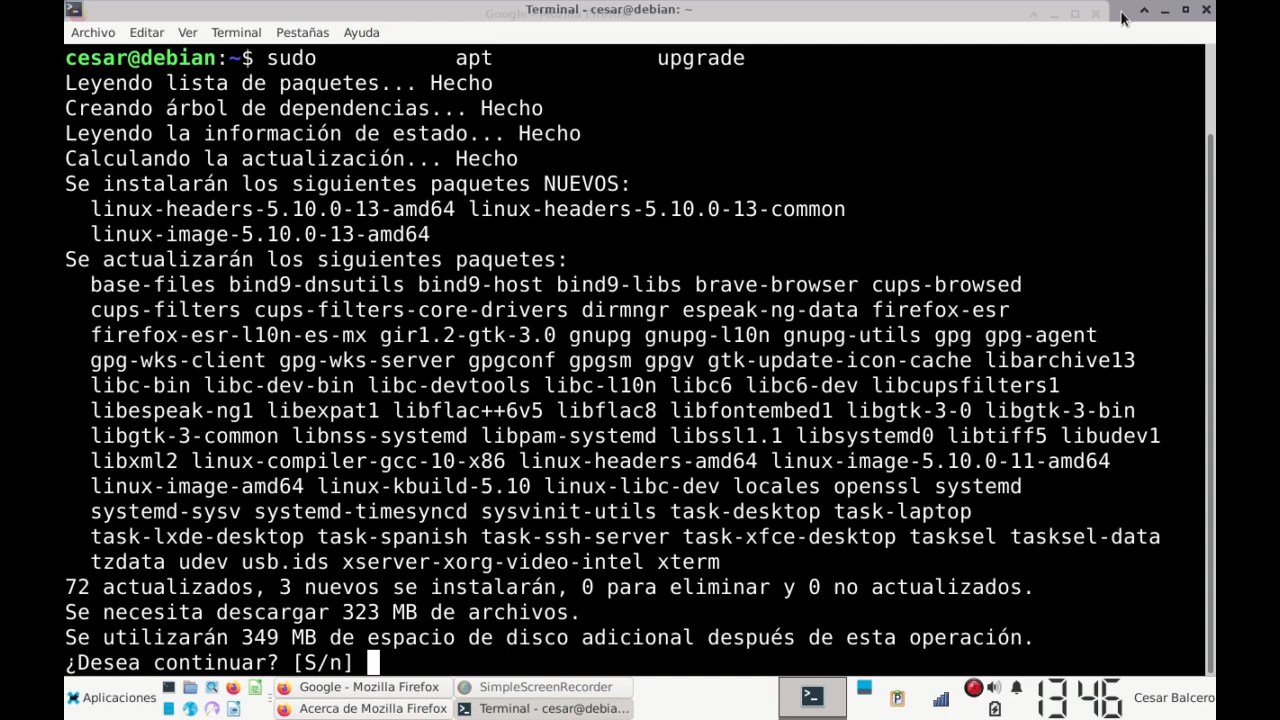 Terminal - cesar@debian: ~
Archivo Editar Ver Terminal Pestañas Ayuda
cesar@debian:~$ sudo apt upgrade
Leyendo lista de paquetes... Hecho
Creando árbol de dependencias... Hecho
Leyendo la información de estado... Hecho
Calculando la actualización... Hecho
Se instalarán los siguientes paquetes NUEVOS:
linux-headers-5.10.0-13-amd64 linux-headers-5.10.0-13-common
linux-image-5.10.0-13-amd64
Se actualizarán los siguientes paquetes:
base-files bind9-dnsutils bind9-host bind9-libs brave-browser cups-browsed
cups-filters cups-filters-core-drivers dirmngr espeak-ng-data firefox-esr
firefox-esr-l10n-es-mx gir1.2-gtk-3.0 gnupg gnupg-l10n gnupg-utils gpg gpg-agent
gpg-wks-client gpg-wks-server gpgconf gpgsm gpgv gtk-update-icon-cache libarchive13
libc-bin libc-dev-bin libc-devtools libc-l10n libc6 libc6-dev libcupsfilters1
libespeak-ng1 libexpat1 libflac++6v5 libflac8 libfontembed1 libgtk-3-0 libgtk-3-bin
libgtk-3-common libnss-systemd libpam-systemd libssl1.1 libsystemd0 libtiff5 libudev1
libxml2 linux-compiler-gcc-10-x86 linux-headers-amd64 linux-image-5.10.0-11-amd64
linux-image-amd64 linux-kbuild-5.10 linux-libc-dev locales openssl systemd
systemd-sysv systemd-timesyncd sysvinit-utils task-desktop task-laptop
task-lxde-desktop task-spanish task-ssh-server task-xfce-desktop tasksel tasksel-data
tzdata udev usb.ids xserver-xorg-video-intel xterm
72 actualizados, 3 nuevos se instalarán, 0 para eliminar y 0 no actualizados.
Se necesita descargar 323 MB de archivos.
Se utilizarán 349 MB de espacio de disco adicional después de esta operación.
¿Desea continuar? [S/n]
Aplicaciones
Google - Mozilla Firefox
SimpleScreenRecorder
Acerca de Mozilla Firefox
Terminal - cesar@debia...
13 46
Cesar Balcero